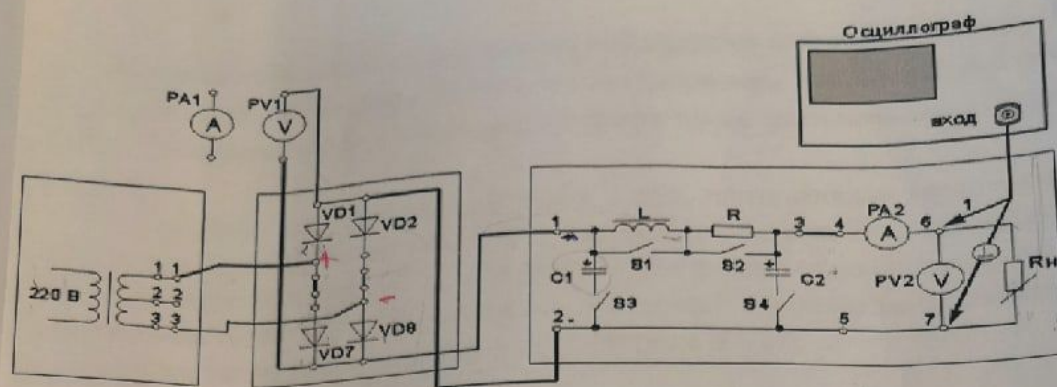 Осциллограф
вход
PA1
A
PV1
V
VD1
VD2
VD7
VD8
220 В
1 1
2 2
3 3
1
2 -
L
R
S1
S2
C1
+
S3
C2
+
S4
3
4
5
PA2
A
6
7
1
PV2
V
Rн